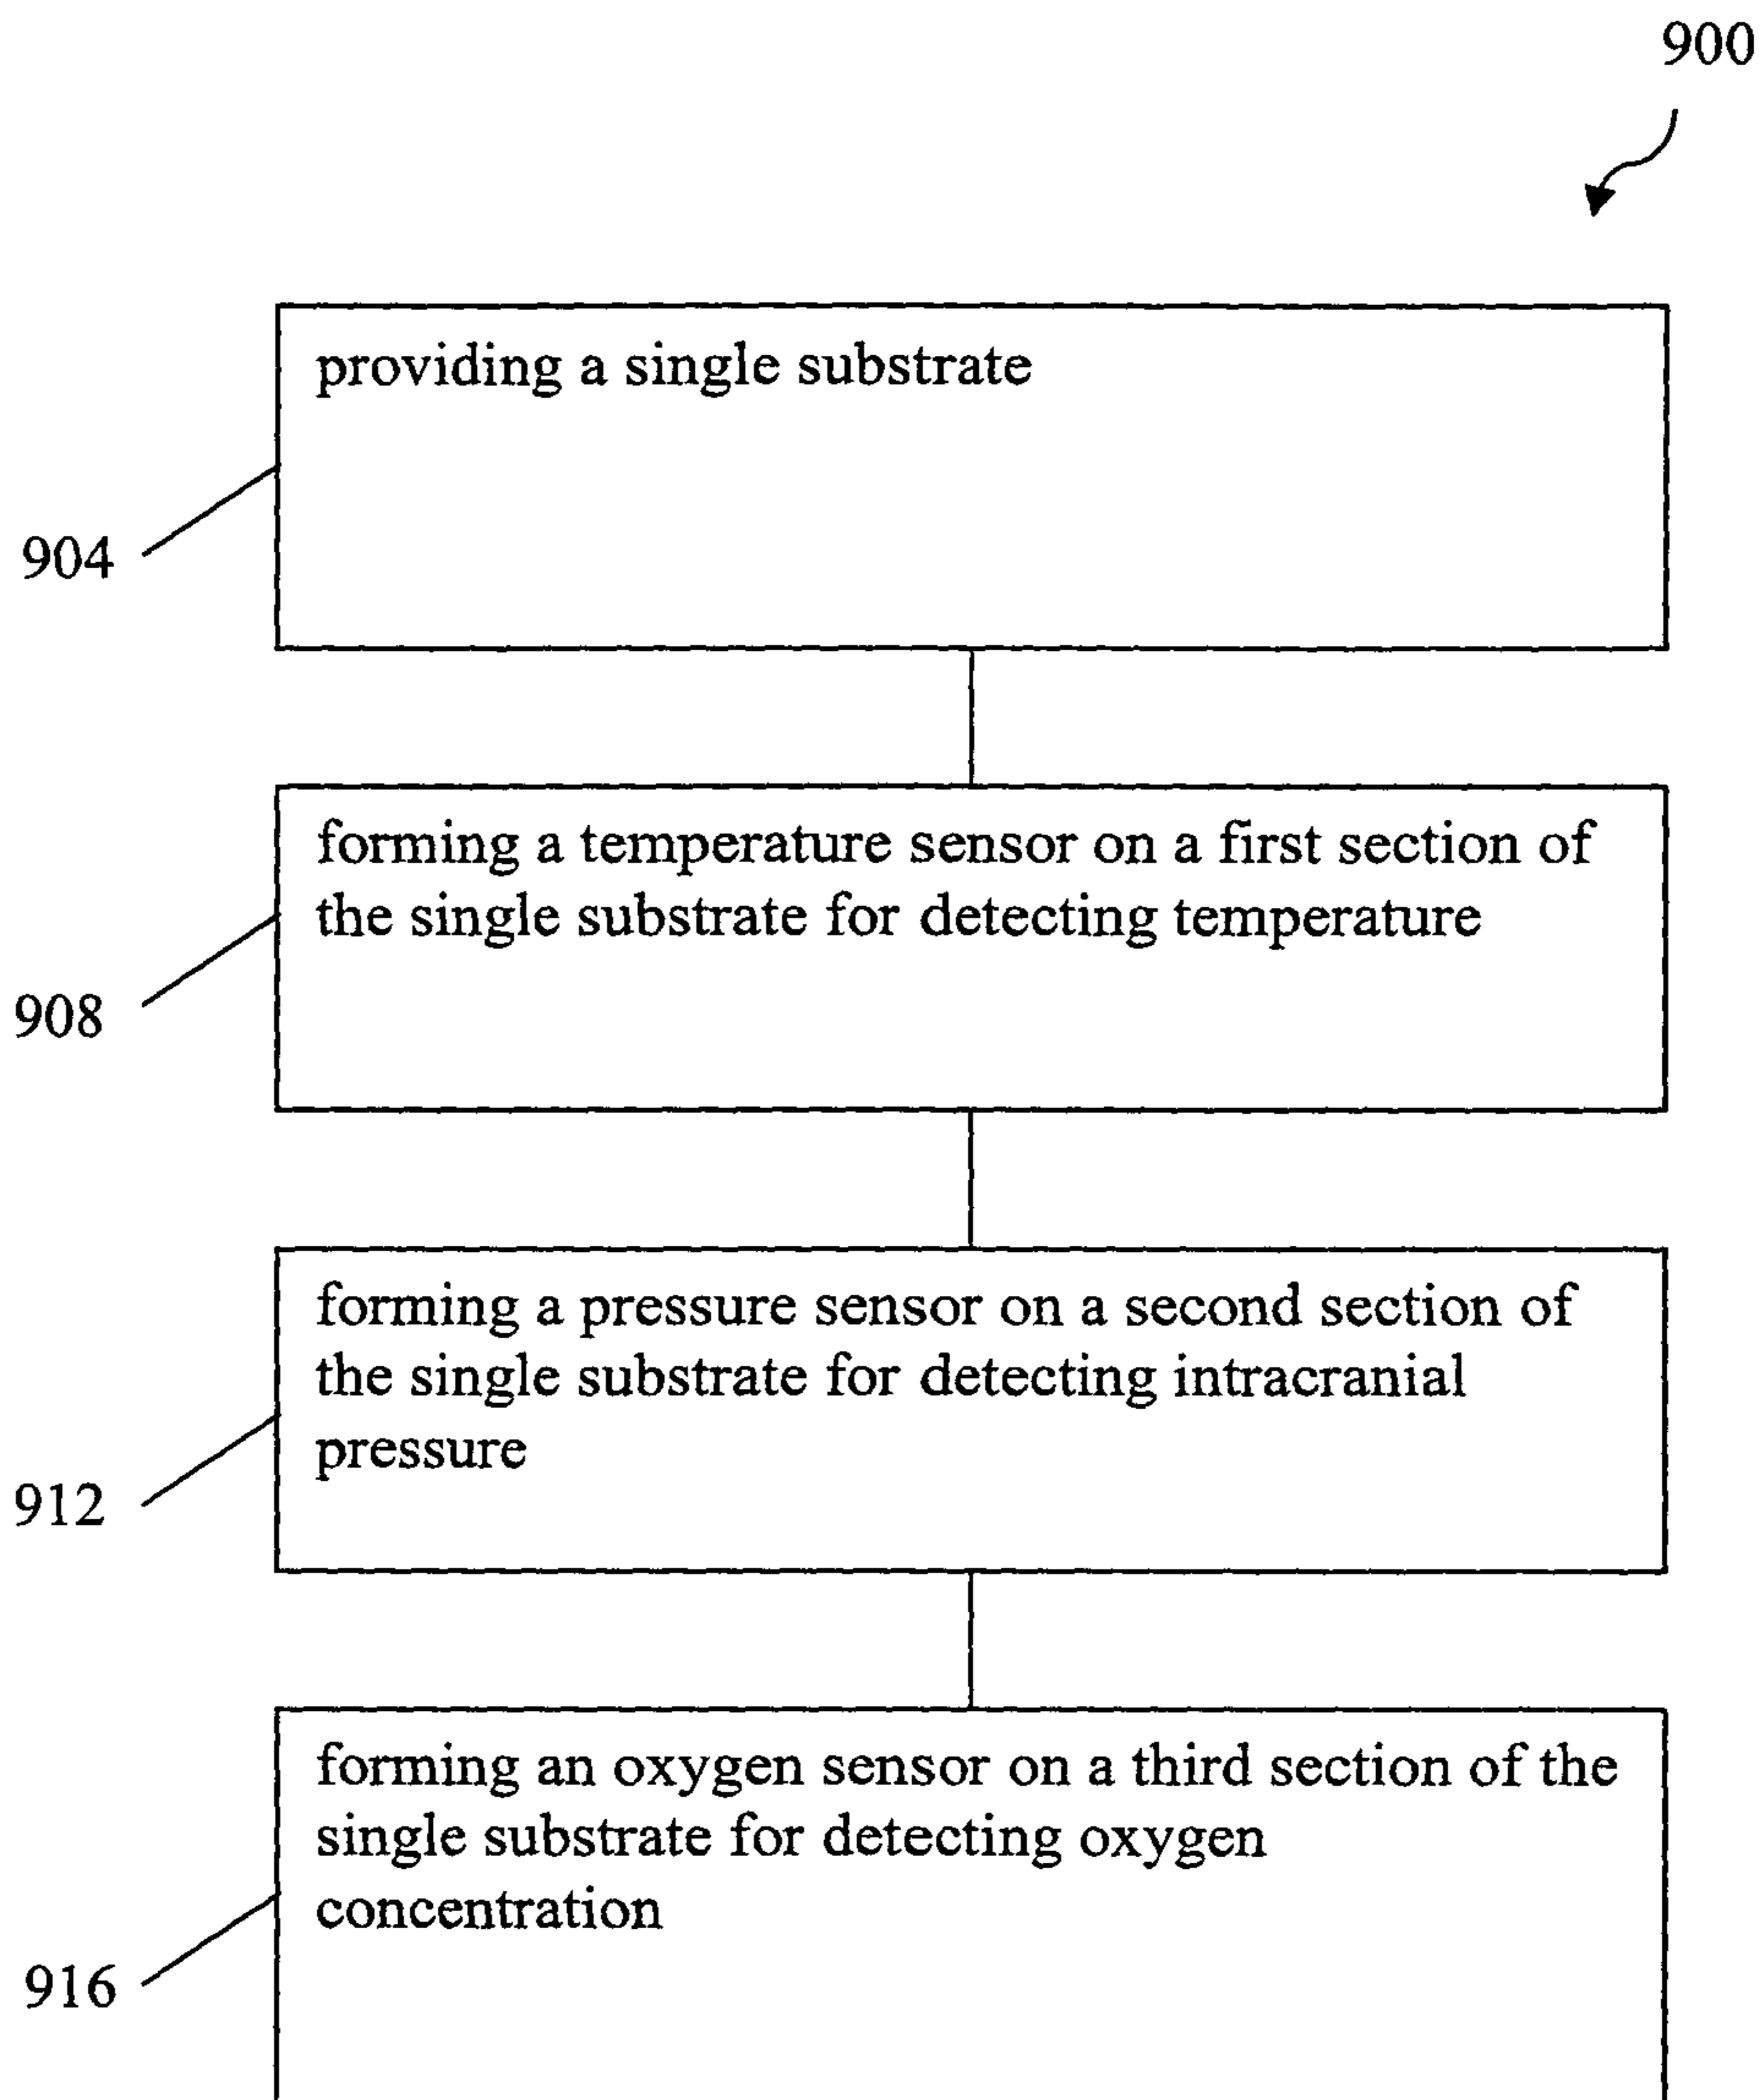 900
providing a single substrate
904
forming a temperature sensor on a first section of
the single substrate for detecting temperature
908
forming a pressure sensor on a second section of
the single substrate for detecting intracranial
pressure
912
forming an oxygen sensor on a third section of the
single substrate for detecting oxygen
concentration
916